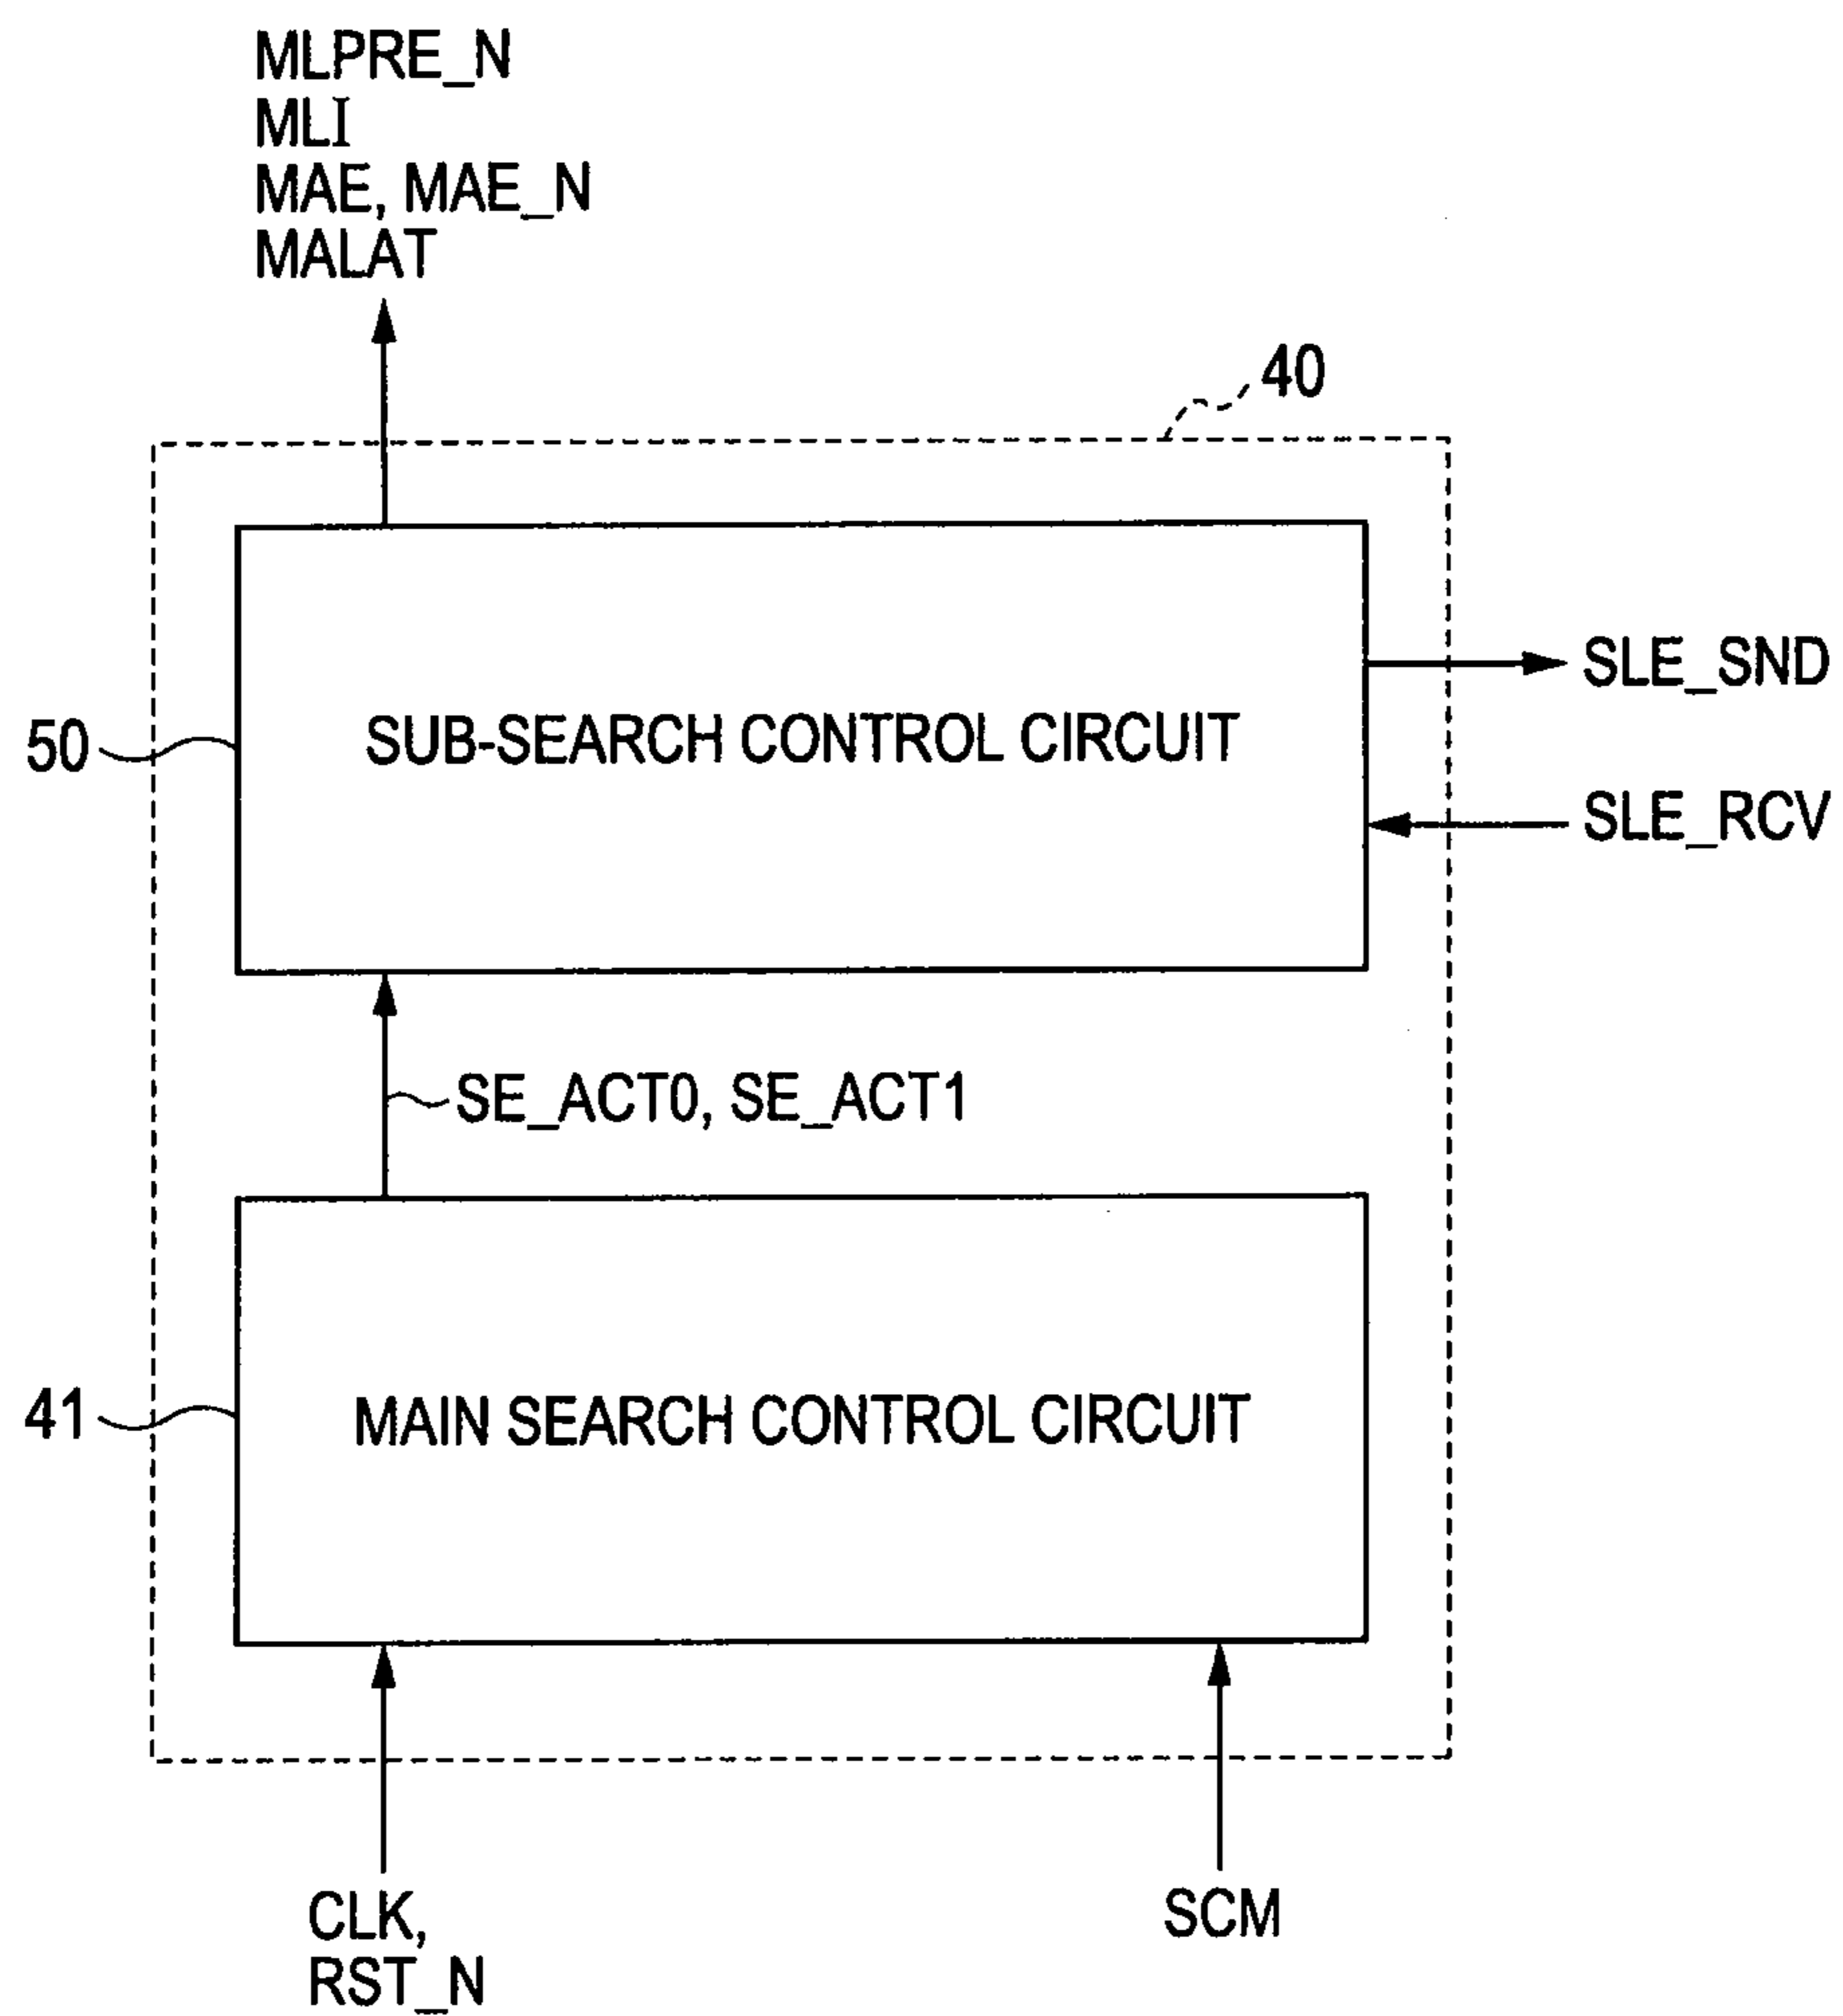 MLPRE_N
MLI
MAE, MAE_N
MALAT
40
SLE_SND
50
SUB-SEARCH CONTROL CIRCUIT
SLE_RCV
SE_ACT0, SE_ACT1
41
MAIN SEARCH CONTROL CIRCUIT
CLK,
RST_N
SCM